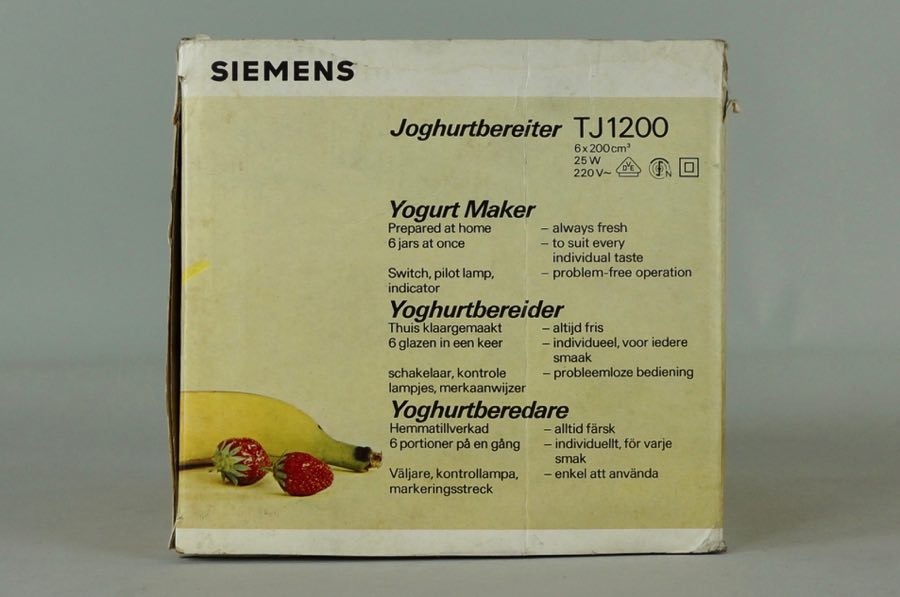 SIEMENS
Joghurtbereiter TJ1200
6x200cm³
25 W
220 V~ DVE N
Yogurt Maker
Prepared at home – always fresh
6 jars at once – to suit every
individual taste
Switch, pilot lamp, – problem-free operation
indicator
Yoghurtbereider
Thuis klaargemaakt – altijd fris
6 glazen in een keer – individueel, voor iedere
smaak
schakelaar, kontrole – probleemloze bediening
lampjes, merkaanwijzer
Yoghurtberedare
Hemmatillverkad – alltid färsk
6 portioner på en gång – individuellt, för varje
smak
Väljare, kontrollampa, – enkel att använda
markeringsstreck